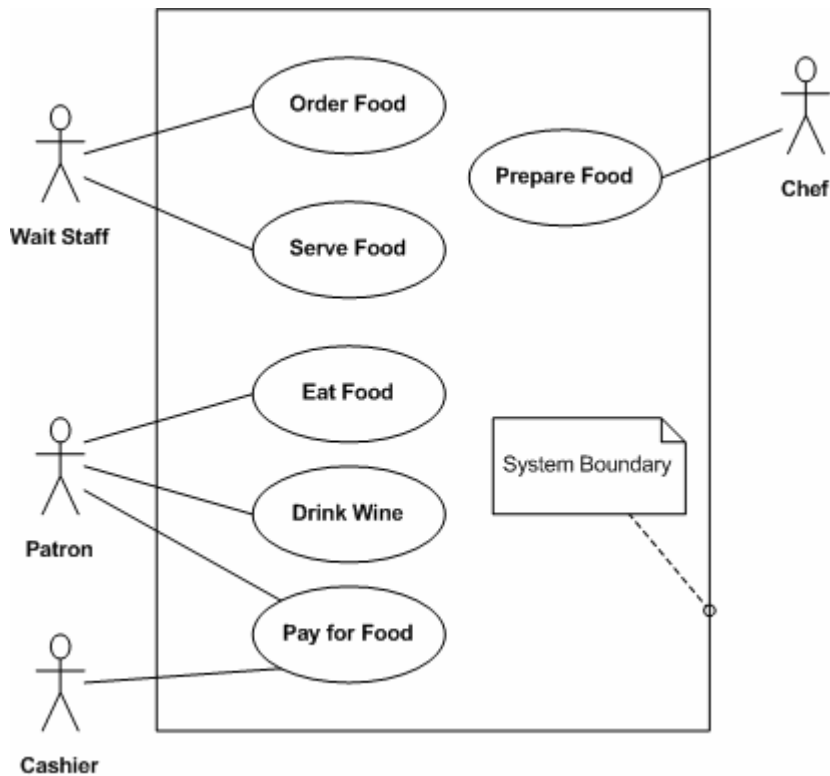 Order Food
Prepare Food
Chef
Wait Staff
Serve Food
Eat Food
System Boundary
Drink Wine
Patron
Pay for Food
Cashier